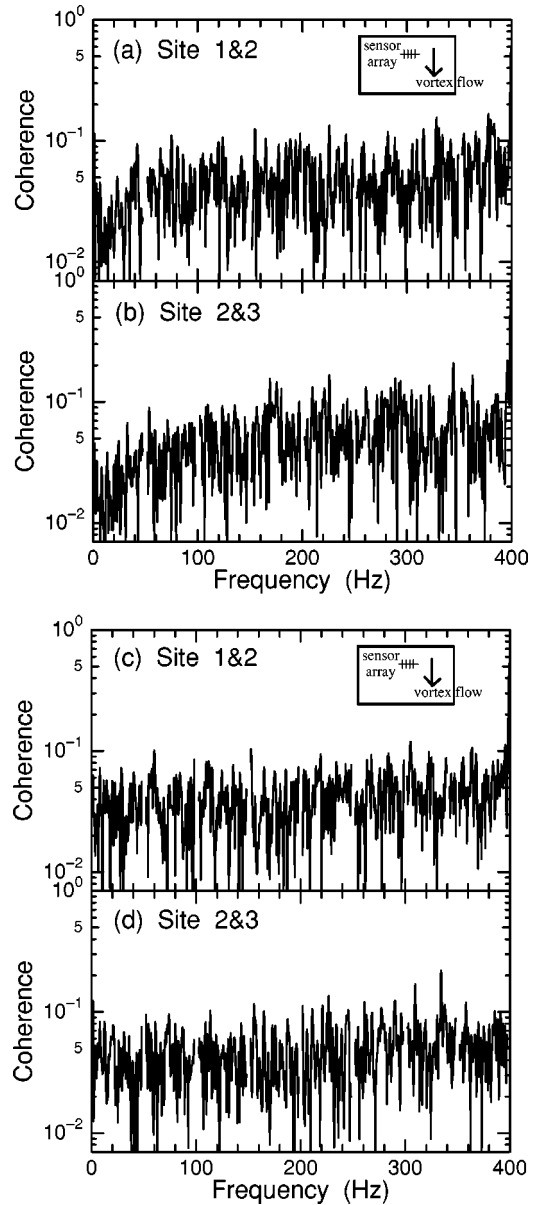 10⁰
(a) Site 1&2
sensor
array
vortex flow
10⁻¹
5
10⁻²
Coherence
10⁰
(b) Site 2&3
5
10⁻¹
5
10⁻²
Coherence
0 100 200 300 400
Frequency (Hz)
10⁰
(c) Site 1&2
sensor
array
vortex flow
5
10⁻¹
5
10⁻²
Coherence
10⁰
(d) Site 2&3
5
10⁻¹
5
10⁻²
Coherence
0 100 200 300 400
Frequency (Hz)